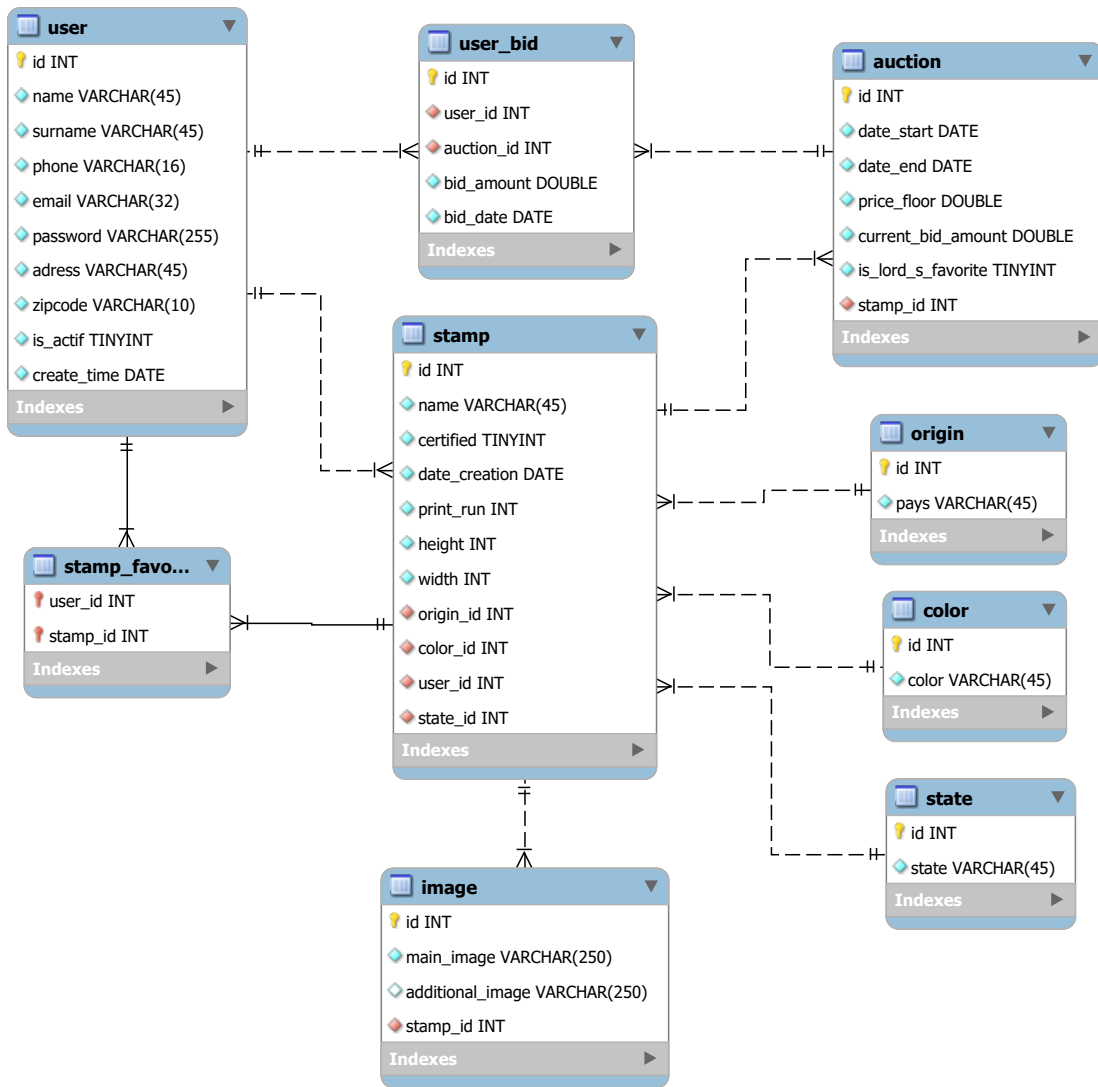 user
id INT
name VARCHAR(45)
surname VARCHAR(45)
phone VARCHAR(16)
email VARCHAR(32)
password VARCHAR(255)
adress VARCHAR(45)
zipcode VARCHAR(10)
is_actif TINYINT
create_time DATE
Indexes
user_bid
id INT
user_id INT
auction_id INT
bid_amount DOUBLE
bid_date DATE
Indexes
auction
id INT
date_start DATE
date_end DATE
price_floor DOUBLE
current_bid_amount DOUBLE
is_lord_s_favorite TINYINT
stamp_id INT
Indexes
stamp
id INT
name VARCHAR(45)
certified TINYINT
date_creation DATE
print_run INT
height INT
width INT
origin_id INT
color_id INT
user_id INT
state_id INT
Indexes
origin
id INT
pays VARCHAR(45)
Indexes
stamp_favo...
user_id INT
stamp_id INT
Indexes
color
id INT
color VARCHAR(45)
Indexes
state
id INT
state VARCHAR(45)
Indexes
image
id INT
main_image VARCHAR(250)
additional_image VARCHAR(250)
stamp_id INT
Indexes